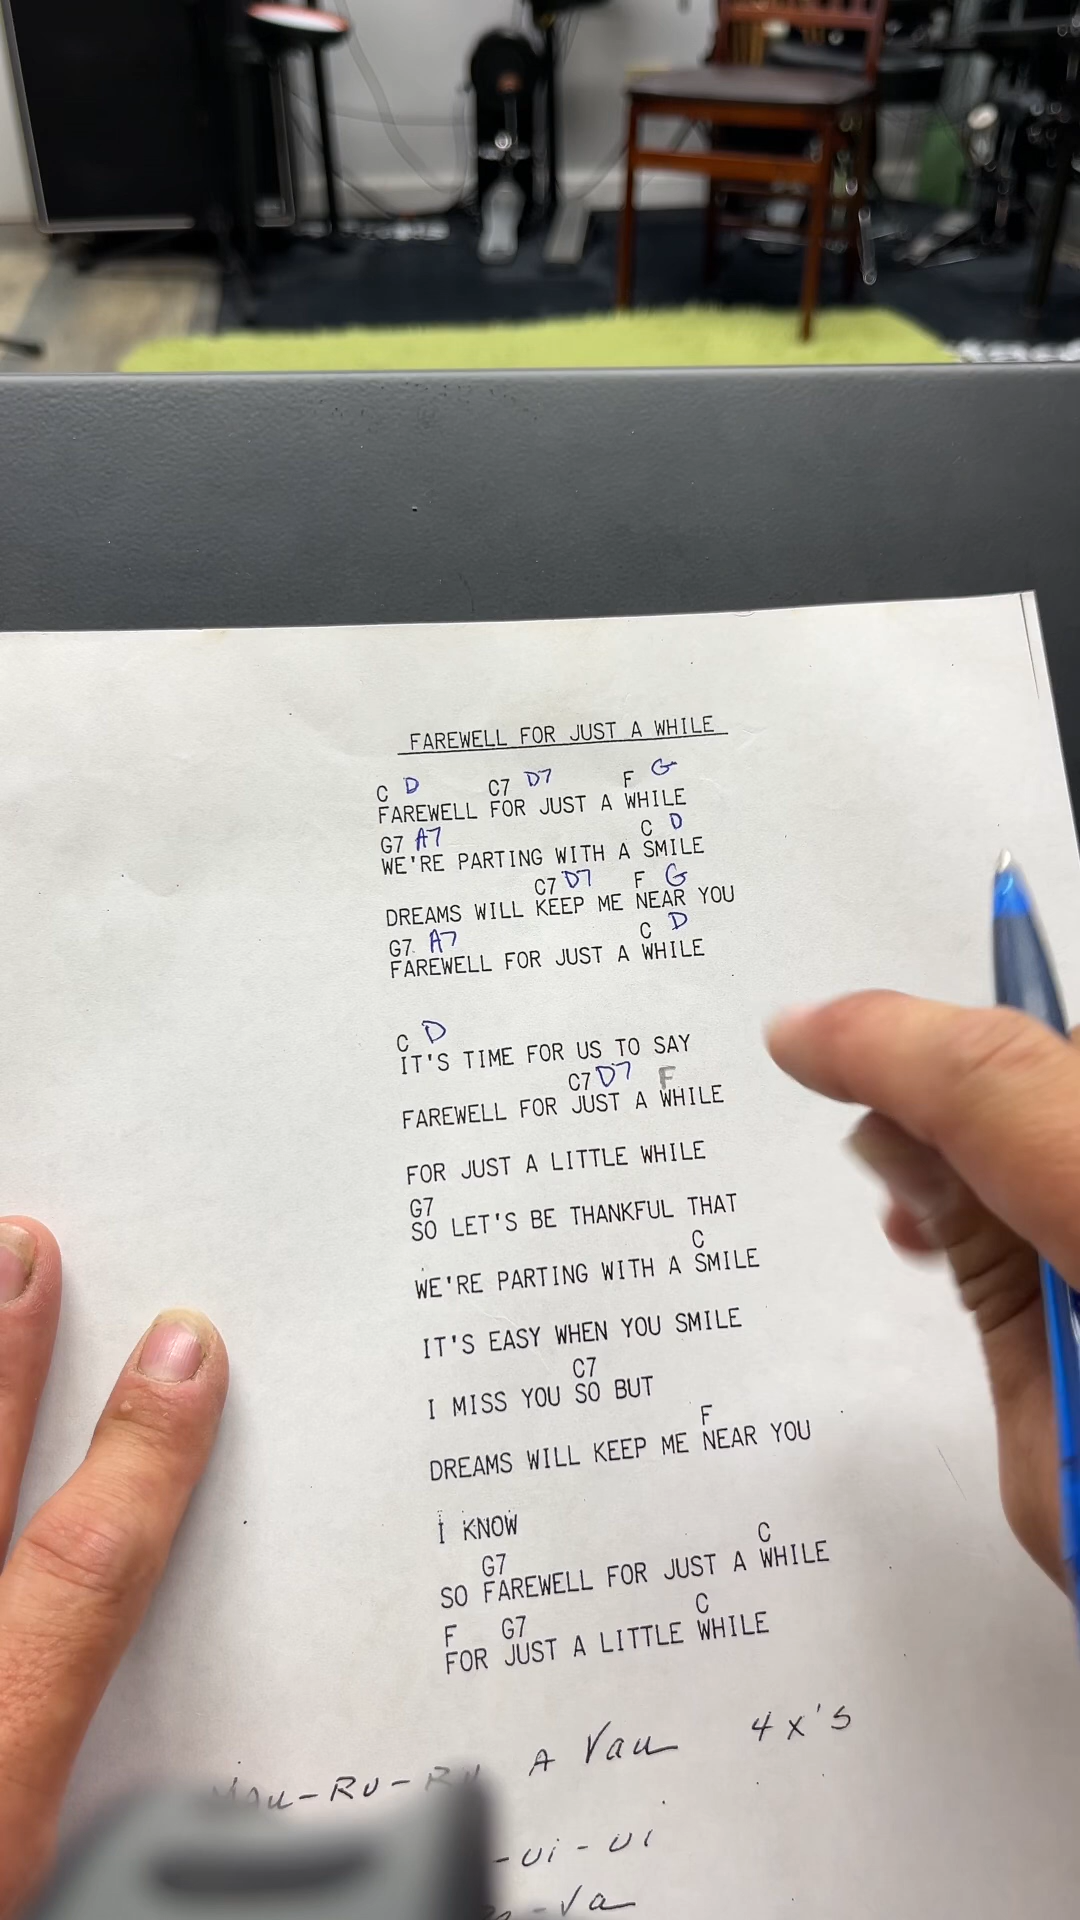 FAREWELL FOR JUST A WHILE
C D C7 D7 F G
FAREWELL FOR JUST A WHILE
G7 A7 C D
WE'RE PARTING WITH A SMILE
C7 D7 F G
DREAMS WILL KEEP ME NEAR YOU
G7 A7 C D
FAREWELL FOR JUST A WHILE
C D
IT'S TIME FOR US TO SAY
C7 D7 F
FAREWELL FOR JUST A WHILE
FOR JUST A LITTLE WHILE
G7
SO LET'S BE THANKFUL THAT
C
WE'RE PARTING WITH A SMILE
IT'S EASY WHEN YOU SMILE
C7
I MISS YOU SO BUT
F
DREAMS WILL KEEP ME NEAR YOU
I KNOW
G7 C
SO FAREWELL FOR JUST A WHILE
F G7 C
FOR JUST A LITTLE WHILE
A Vau 4 x's
-ui-ui
-Va